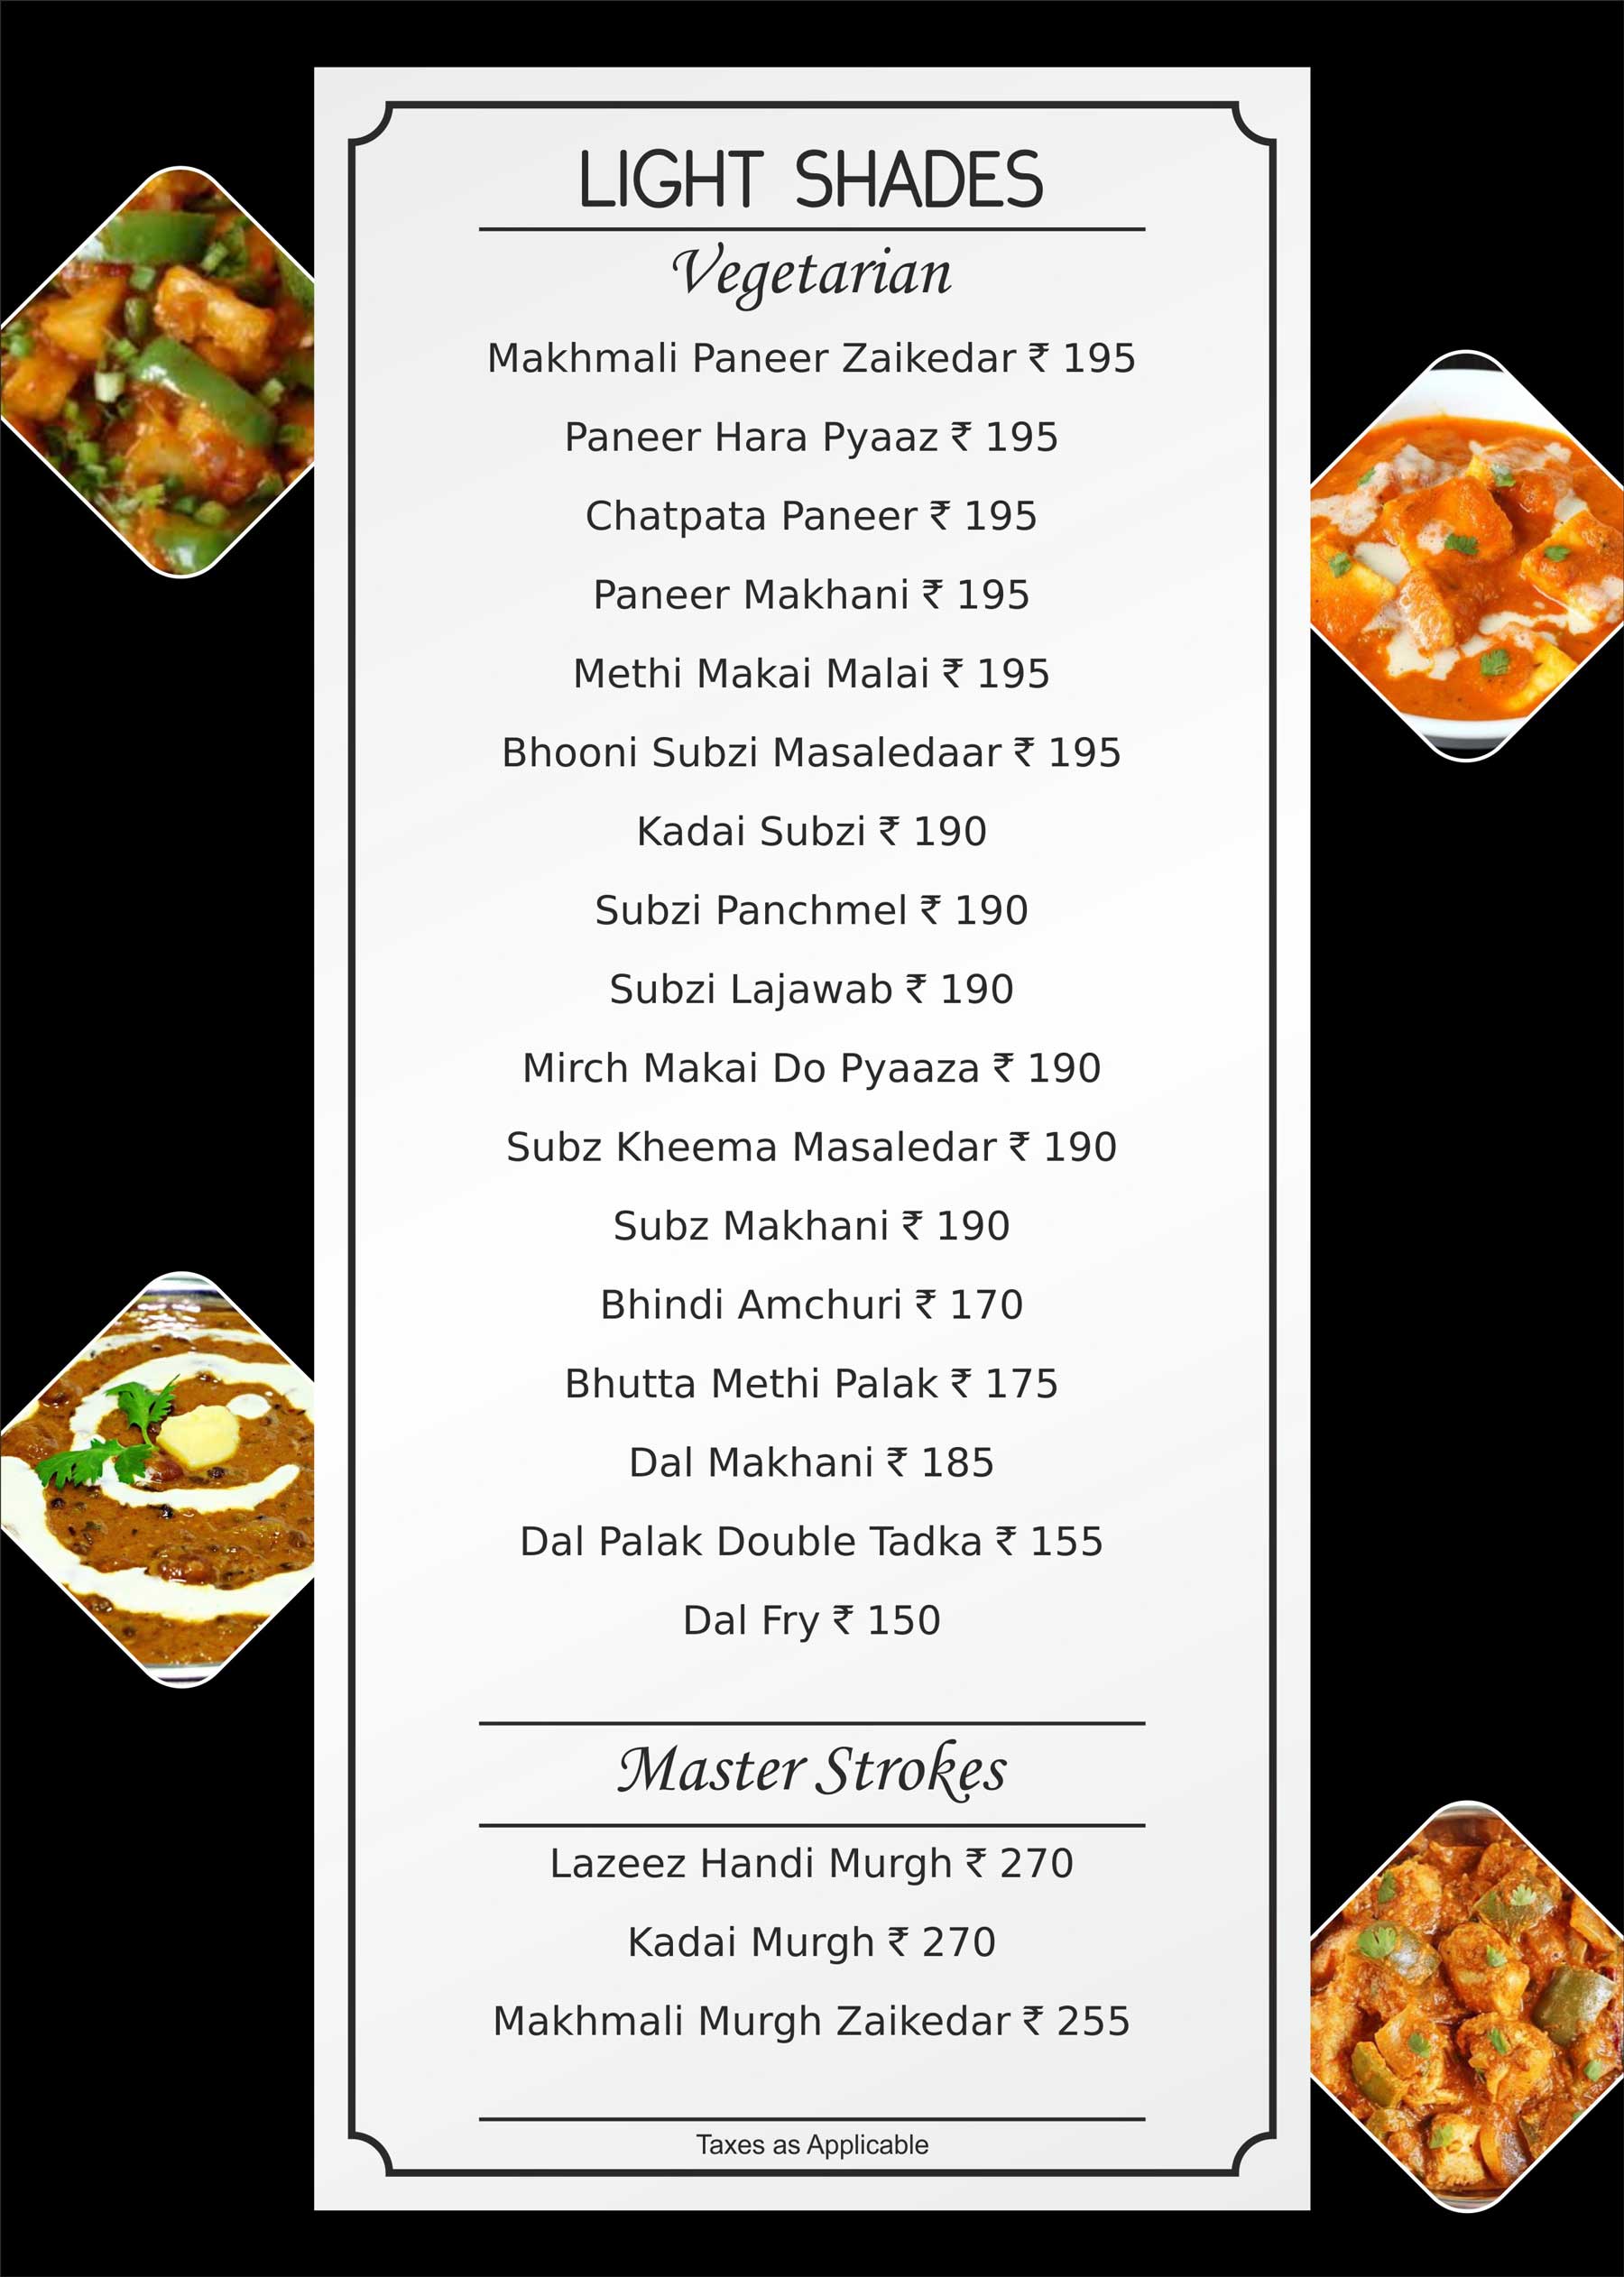 LIGHT SHADES
Vegetarian
Makhmali Paneer Zaikedar ₹ 195
Paneer Hara Pyaaz ₹ 195
Chatpata Paneer ₹ 195
Paneer Makhani ₹ 195
Methi Makai Malai ₹ 195
Bhooni Subzi Masaledaar ₹ 195
Kadai Subzi ₹ 190
Subzi Panchmel ₹ 190
Subzi Lajawab ₹ 190
Mirch Makai Do Pyaaza ₹ 190
Subz Kheema Masaledar ₹ 190
Subz Makhani ₹ 190
Bhindi Amchuri ₹ 170
Bhutta Methi Palak ₹ 175
Dal Makhani ₹ 185
Dal Palak Double Tadka ₹ 155
Dal Fry ₹ 150
Master Strokes
Lazeez Handi Murgh ₹ 270
Kadai Murgh ₹ 270
Makhmali Murgh Zaikedar ₹ 255
Taxes as Applicable